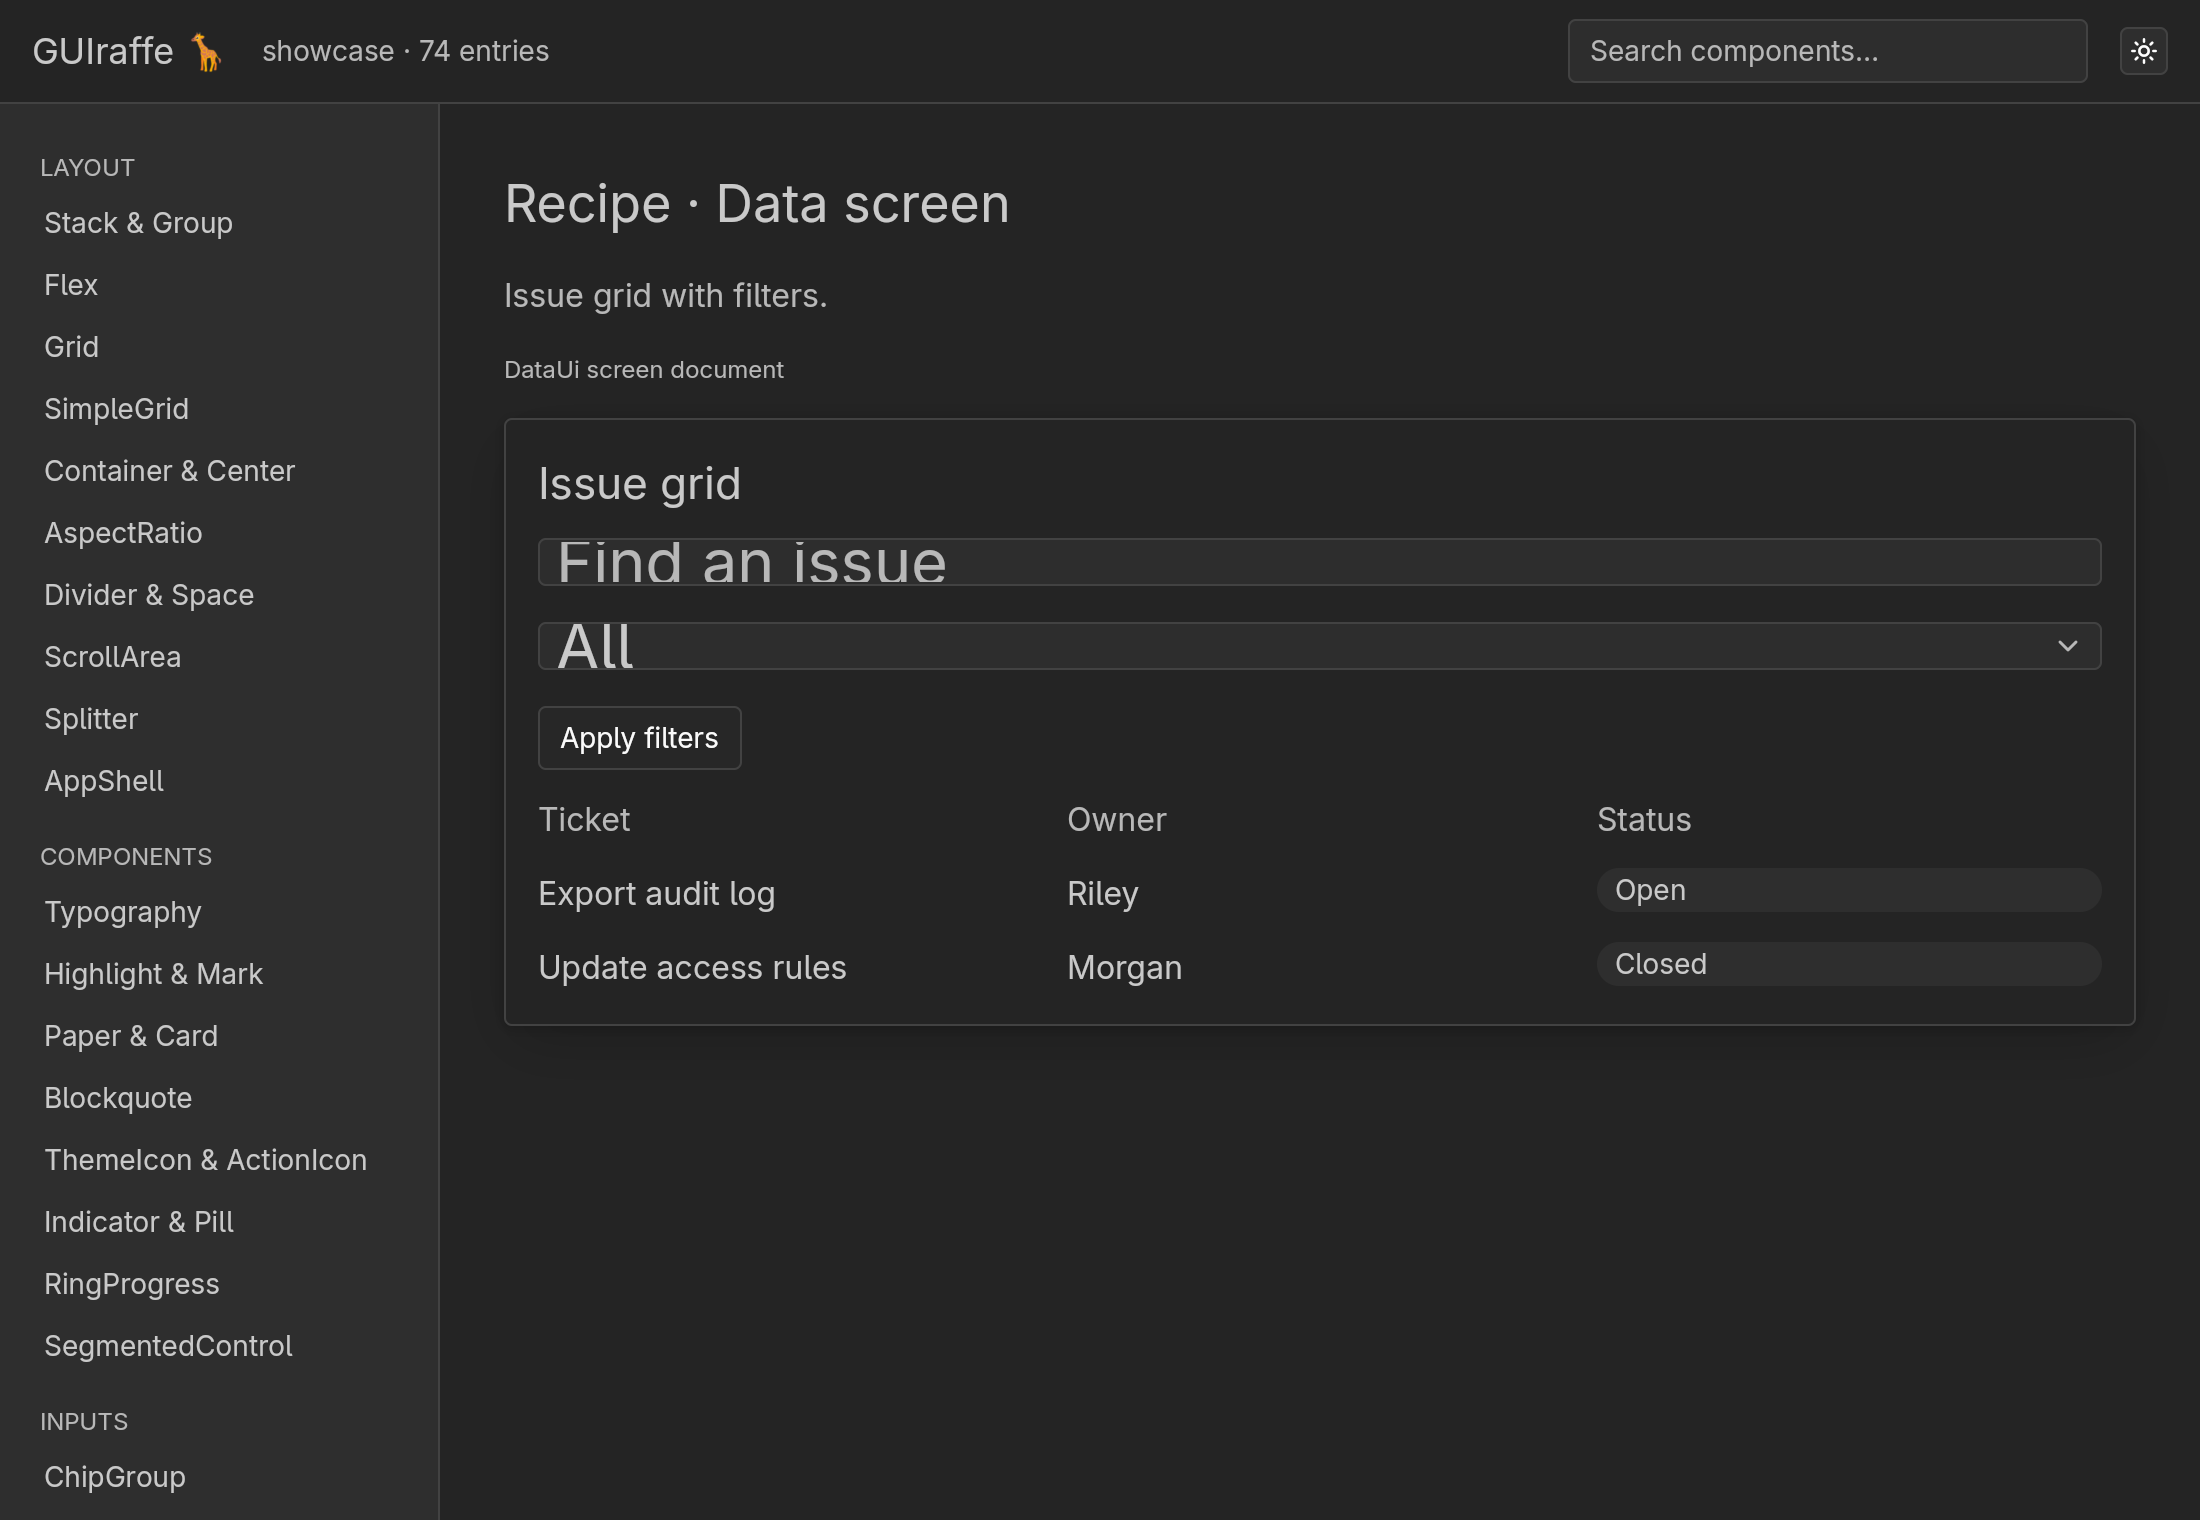 GUIraffe 🦒 showcase · 74 entries
Search components...
LAYOUT
Stack & Group
Flex
Grid
SimpleGrid
Container & Center
AspectRatio
Divider & Space
ScrollArea
Splitter
AppShell
COMPONENTS
Typography
Highlight & Mark
Paper & Card
Blockquote
ThemeIcon & ActionIcon
Indicator & Pill
RingProgress
SegmentedControl
INPUTS
ChipGroup
Recipe · Data screen
Issue grid with filters.
DataUi screen document
Issue grid
Find an issue
All
Apply filters
Ticket Owner Status
Export audit log Riley Open
Update access rules Morgan Closed